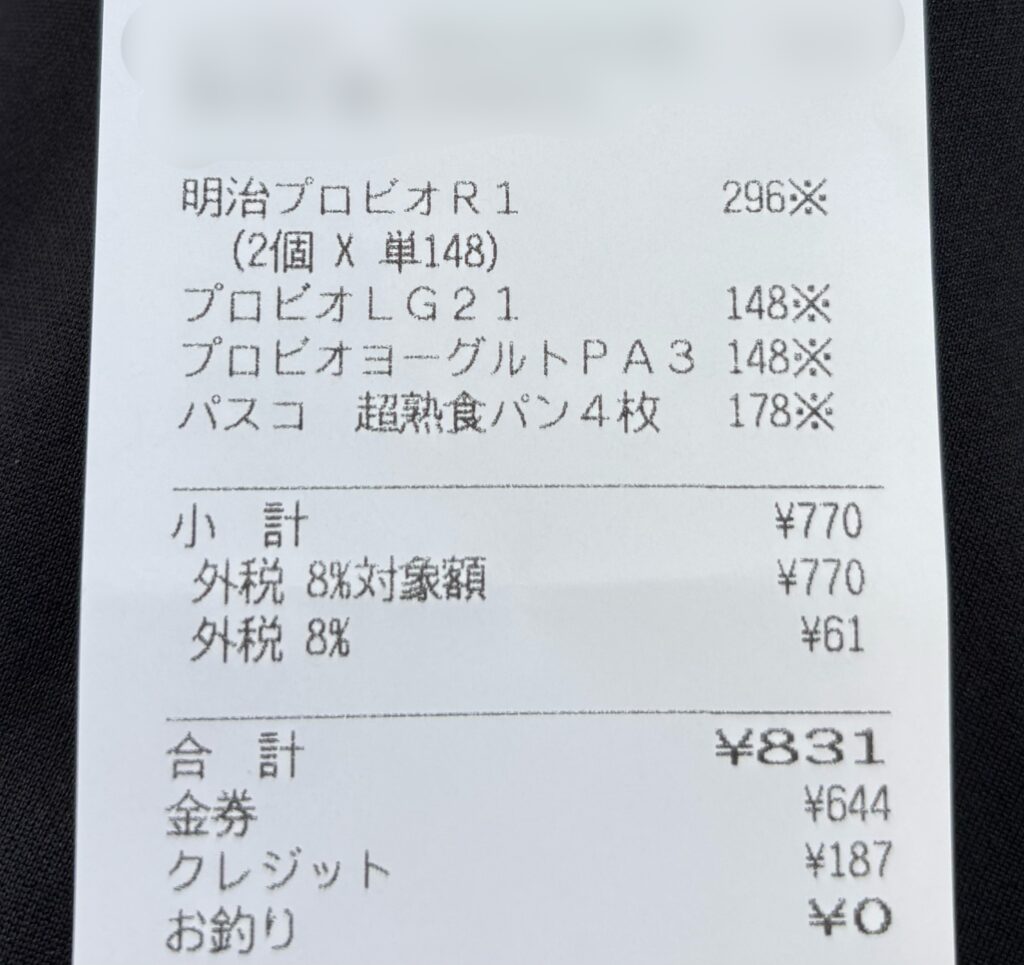 明治プロビオＲ１ 296※
(2個 X 単148)
プロビオＬＧ２１ 148※
プロビオヨーグルトＰＡ３ 148※
パスコ　超熟食パン４枚 178※
小　計 ¥770
外税 8%対象額 ¥770
外税 8% ¥61
合　計 ¥831
金券 ¥644
クレジット ¥187
お釣り ¥0